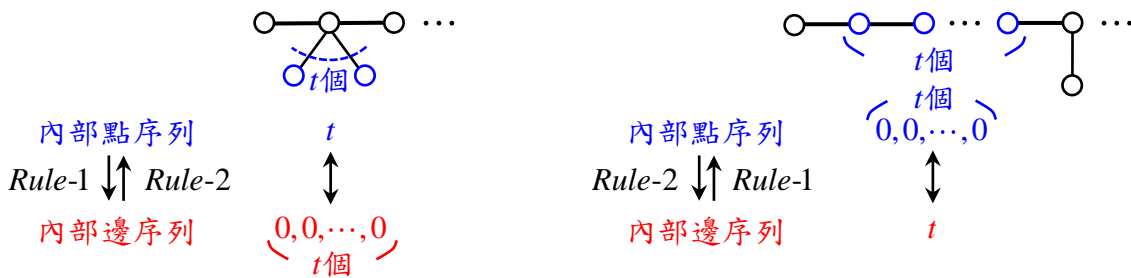 ⋯
t個
內部點序列
t
Rule-1
Rule-2
內部邊序列
0,0,⋯,0
t個
⋯ ⋯
t個
t個
內部點序列
0,0,⋯,0
Rule-2
Rule-1
內部邊序列
t